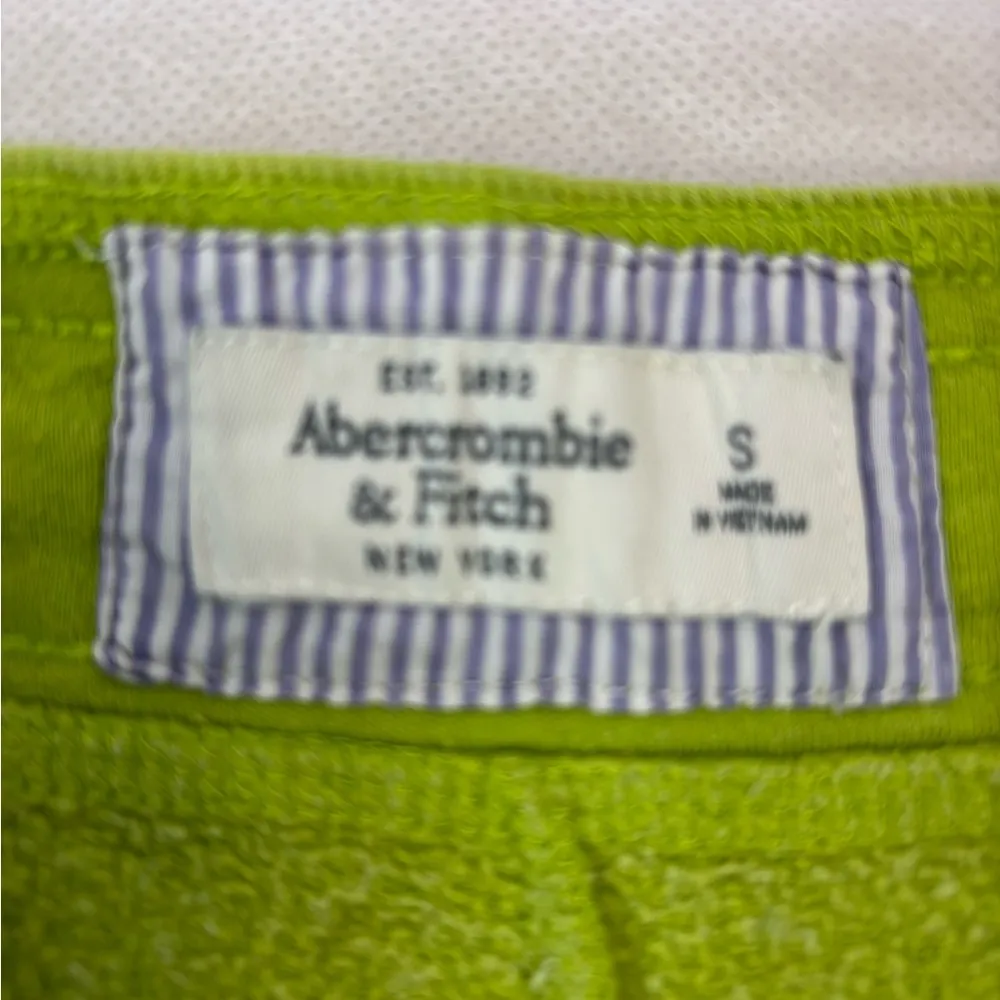 EST. 1892
Abercrombie
& Fitch
NEW YORK
S
MADE
IN VIETNAM